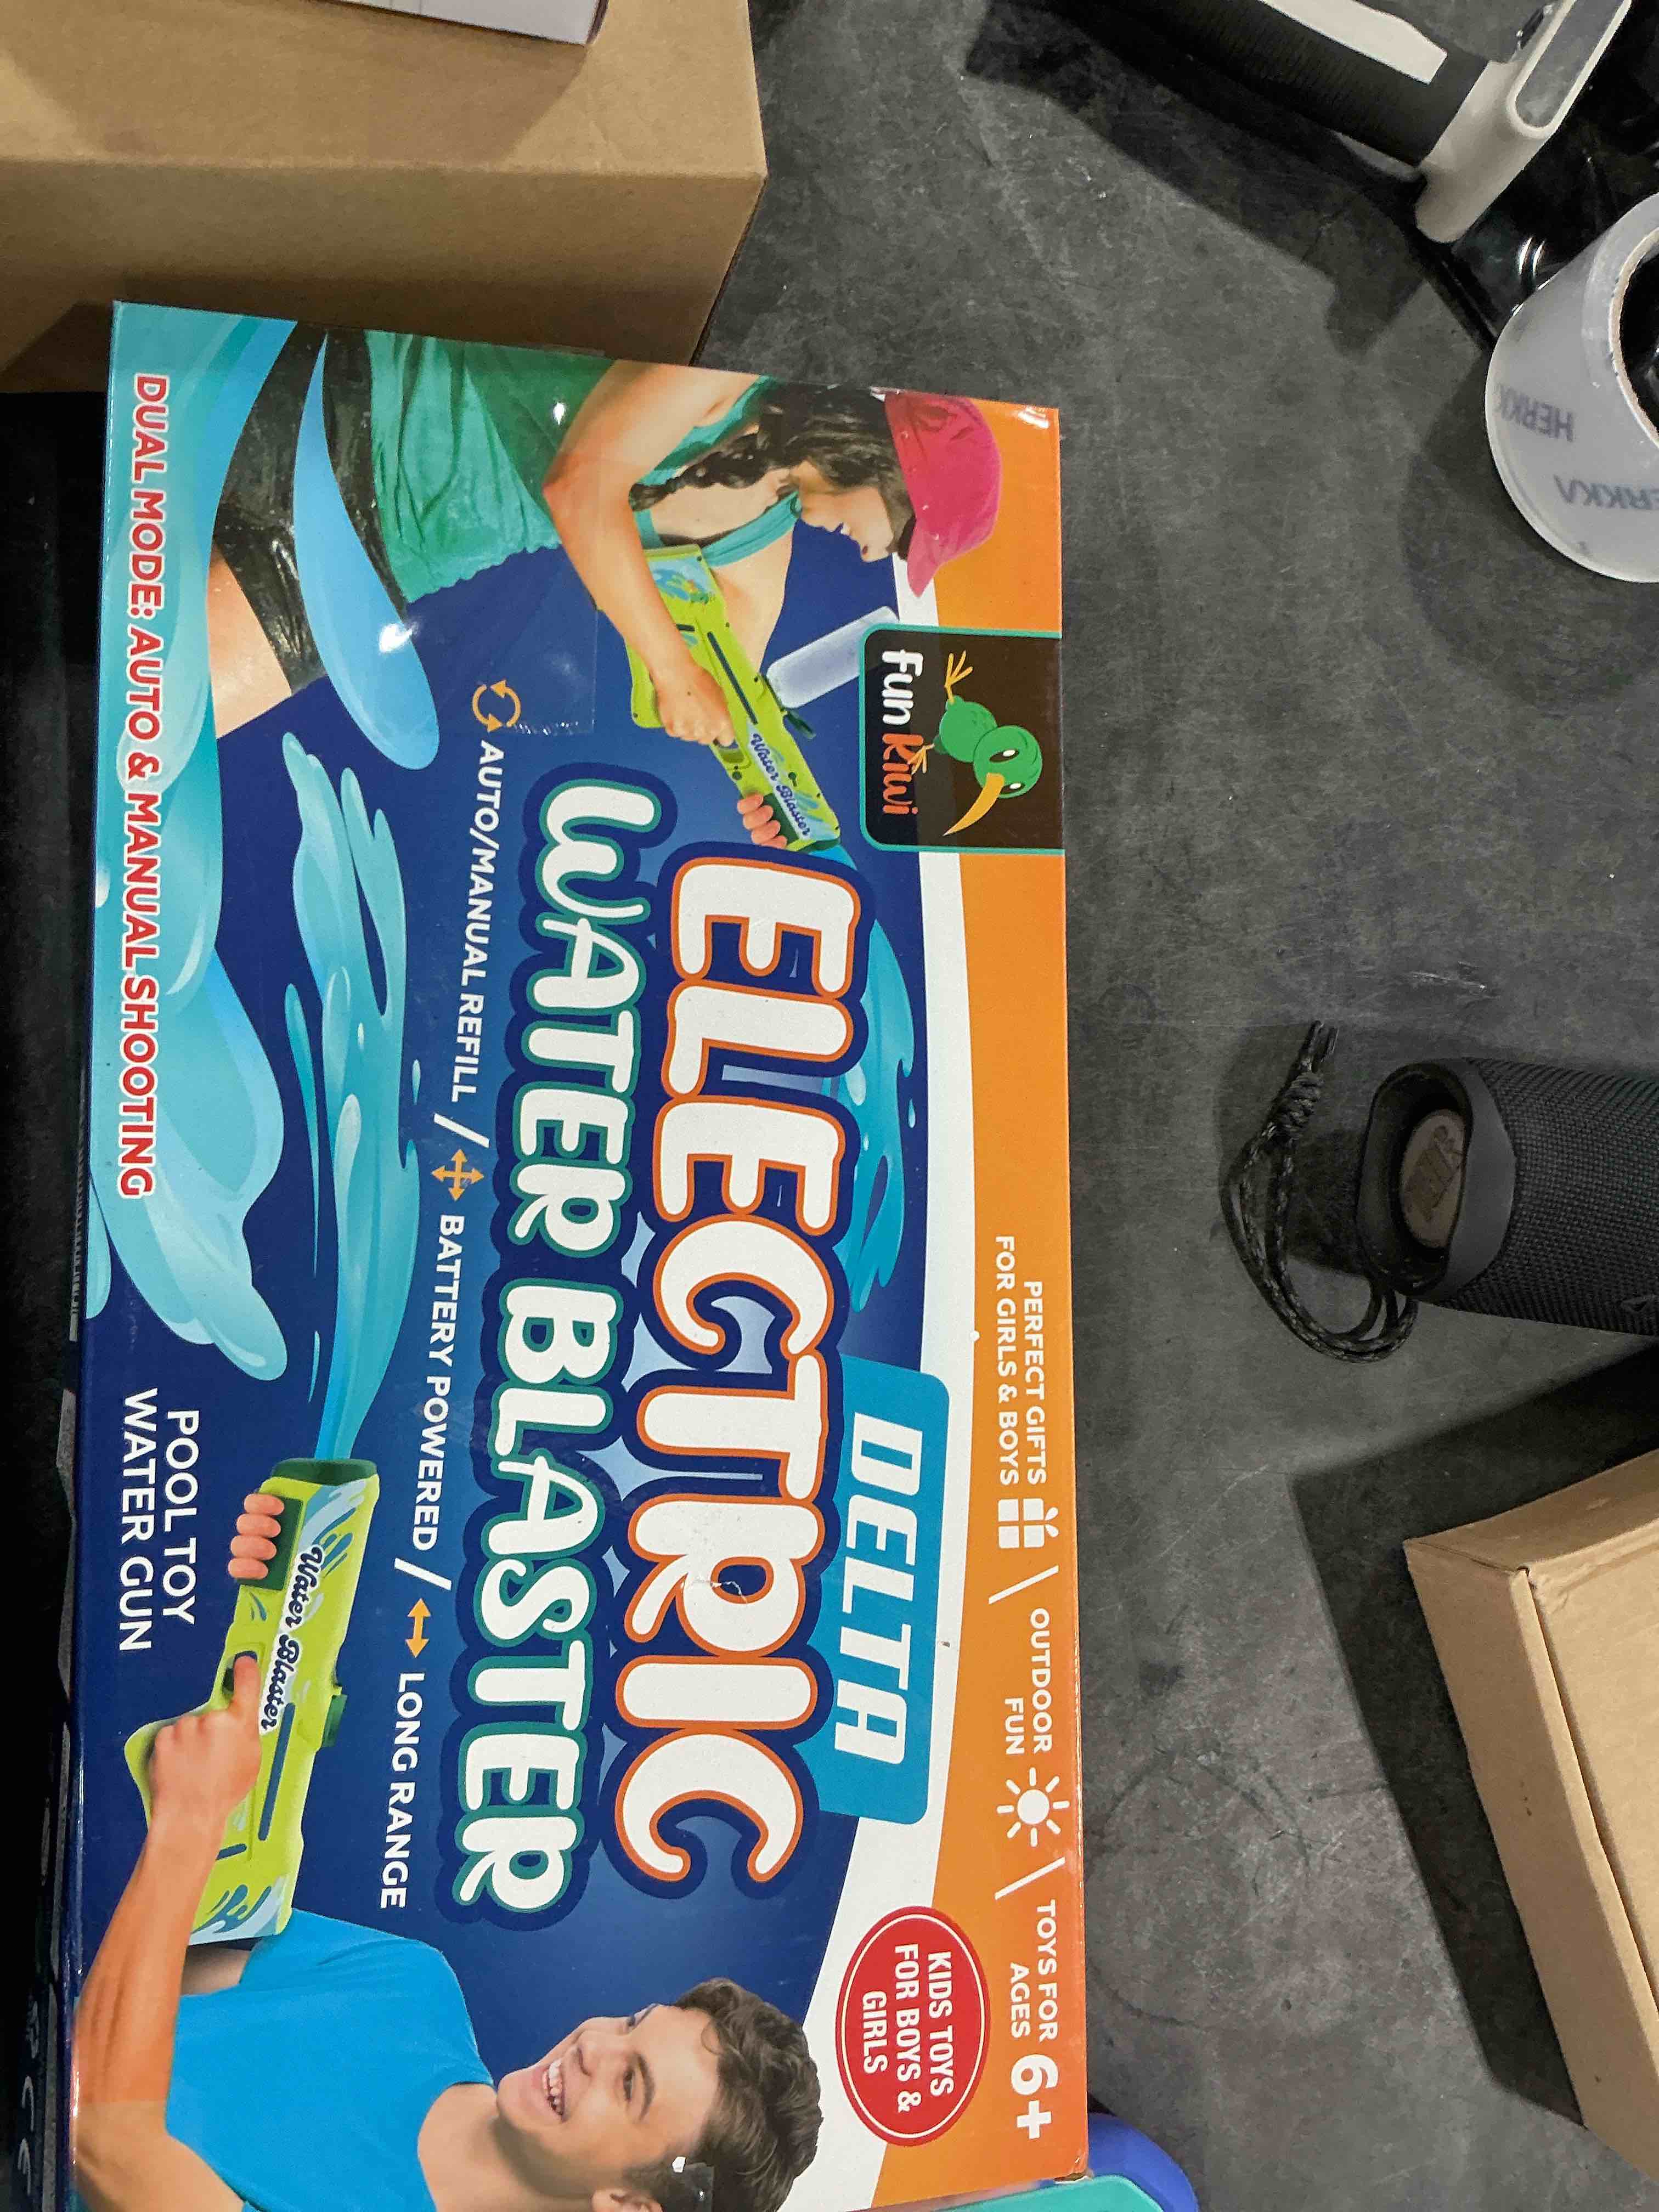 Fun Kiwi
PERFECT GIFTS
FOR GIRLS & BOYS
OUTDOOR
FUN
TOYS FOR
AGES 6+
DELTA
ELECTRIC
WATER BLASTER
KIDS TOYS
FOR BOYS &
GIRLS
AUTO/MANUAL REFILL / BATTERY POWERED / LONG RANGE
Water Blaster
Water Blaster
DUAL MODE: AUTO & MANUAL SHOOTING
POOL TOY
WATER GUN